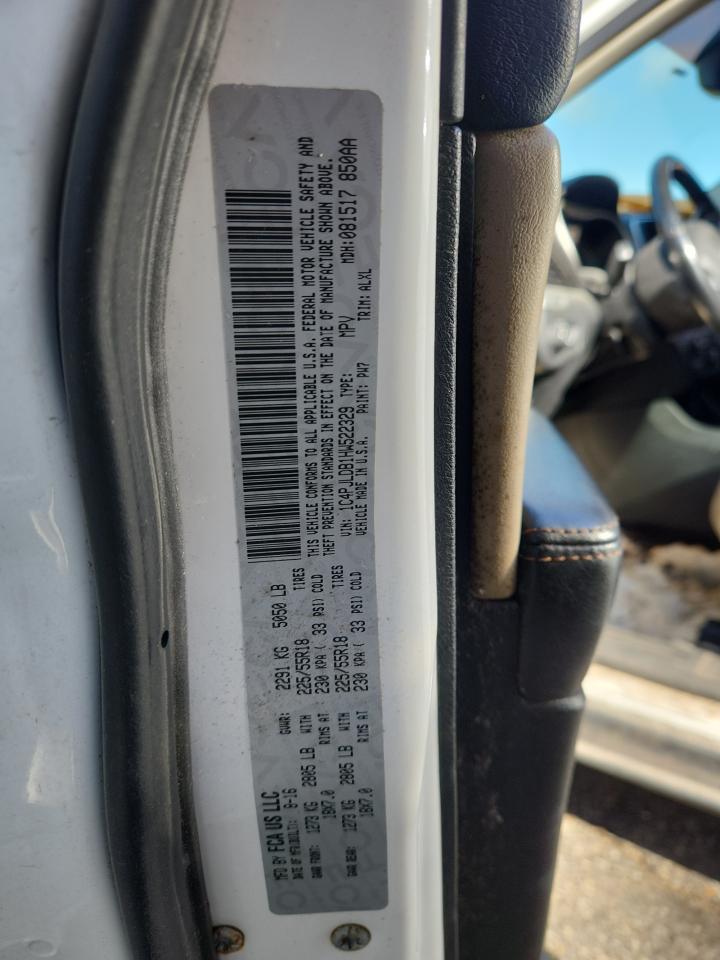 MFD BY FCA US LLC
DATE OF MFR(BUILT): 8-16 GVWR: 2291 KG 5050 LB
GAWR FRONT: 1273 KG 2805 LB WITH 225/55R18 TIRES
18X7.0 RIMS AT 230 KPA ( 33 PSI) COLD
GAWR REAR: 1273 KG 2805 LB WITH 225/55R18 TIRES
18X7.0 RIMS AT 230 KPA ( 33 PSI) COLD
THIS VEHICLE CONFORMS TO ALL APPLICABLE U.S.A. FEDERAL MOTOR VEHICLE SAFETY AND
THEFT PREVENTION STANDARDS IN EFFECT ON THE DATE OF MANUFACTURE SHOWN ABOVE.
VIN: 1C4PJLDB1HW522329 TYPE: MPV MDH:081517 850AA
VEHICLE MADE IN U.S.A. PAINT: PW7 TRIM: ALXL